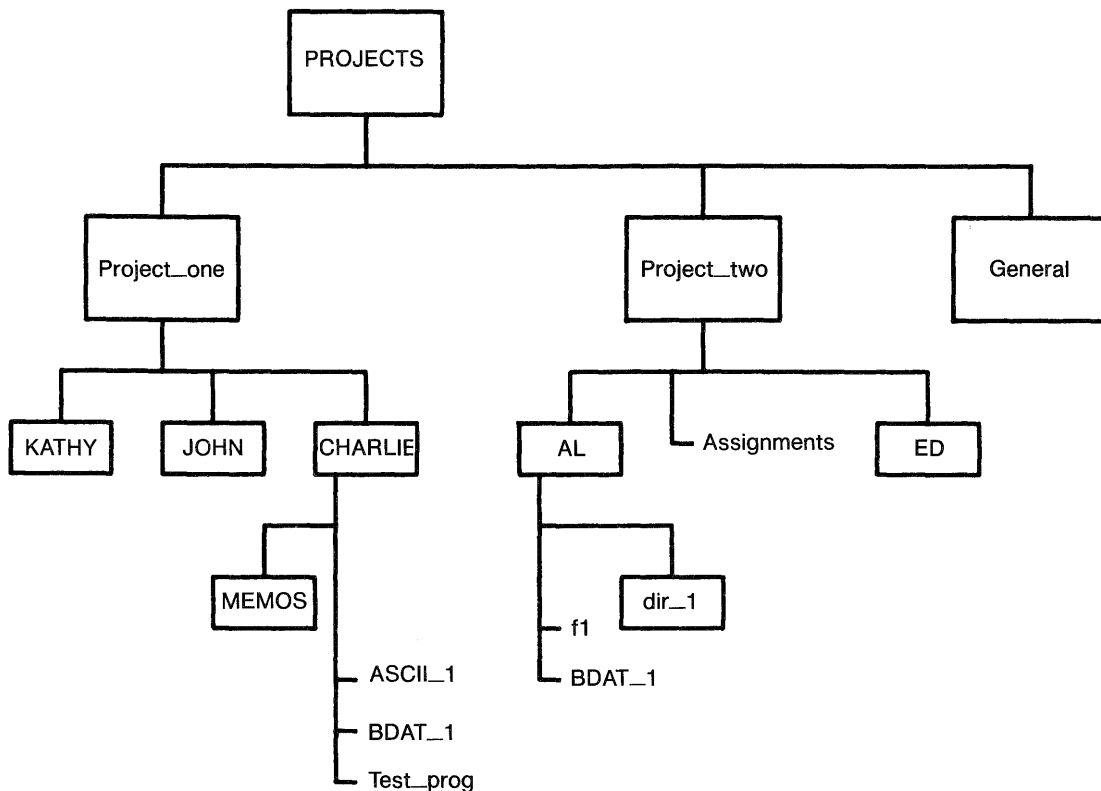 PROJECTS
Project_one
Project_two
General
KATHY
JOHN
CHARLIE
AL
Assignments
ED
MEMOS
dir_1
f1
ASCII_1
BDAT_1
BDAT_1
Test_prog